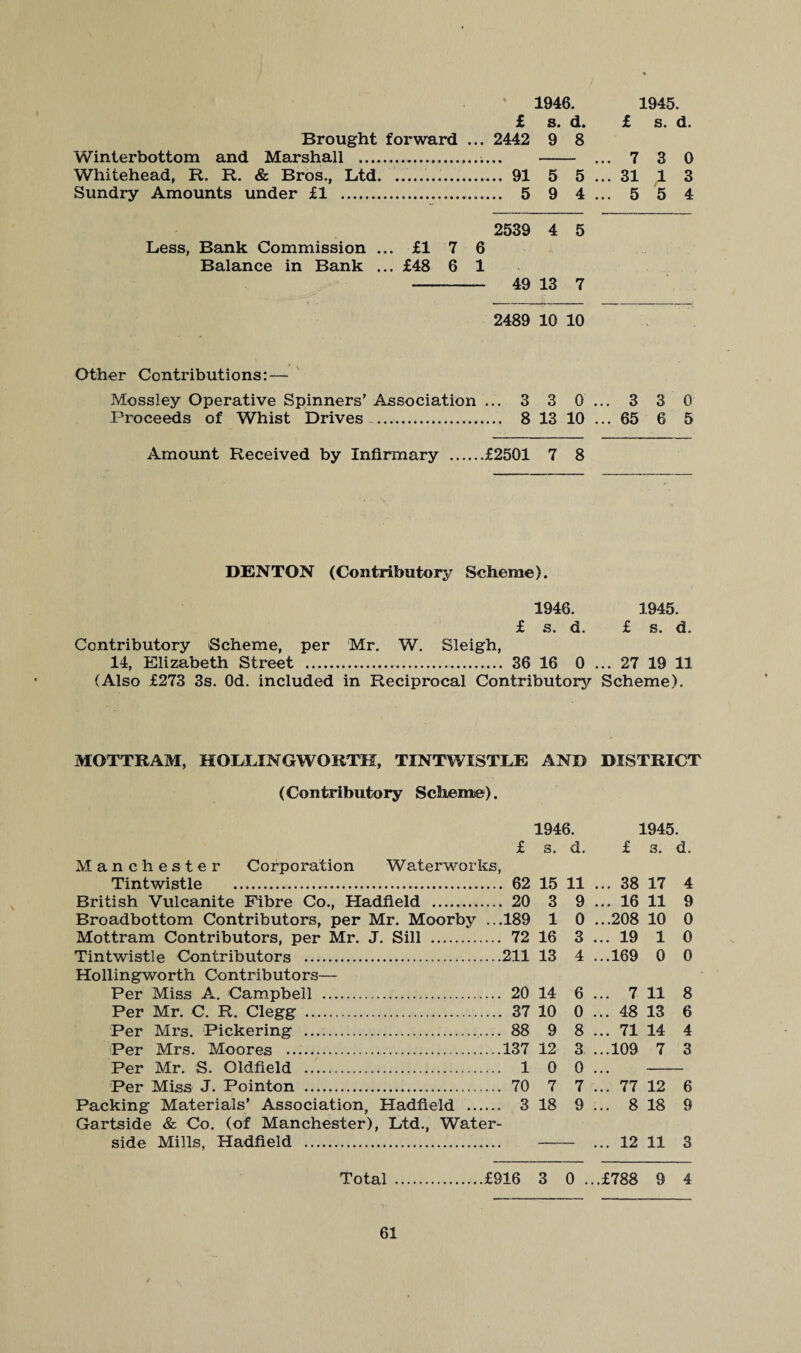 1946. 1945.
£ s. d. £ s. d.
Brought forward ... 2442 9 8
Winterbottom and Marshall ........................ —— ... 7 3 0
Whitehead, R. R. & Bros., Ltd. .................... 91 5 5 ... 31 1 3
Sundry Amounts under £1 ........................... 5 9 4 ... 5 5 4
2539 4 5
Less, Bank Commission ... £1 7 6
Balance in Bank ... £48 6 1
—— 49 13 7
2489 10 10
Other Contributions:—
Mossley Operative Spinners' Association ... 3 3 0 ... 3 3 0
Proceeds of Whist Drives ..................... 8 13 10 ... 65 6 5
Amount Received by Infirmary ......£2501 7 8
DENTON (Contributory Scheme).
1946. 1945.
£ s. d. £ s. d.
Contributory Scheme, per Mr. W. Sleigh,
14, Elizabeth Street .................................. 36 16 0 ... 27 19 11
(Also £273 3s. 0d. included in Reciprocal Contributory Scheme).
MOTTRAM, HOLLINGWORTH, TINTWISTLE AND DISTRICT
(Contributory Scheme).
1946. 1945.
£ s. d. £ s. d.
Manchester Corporation Waterworks,
Tintwistle ............................................. 62 15 11 ... 38 17 4
British Vulcanite Fibre Co., Hadfield ............ 20 3 9 ... 16 11 9
Broadbottom Contributors, per Mr. Moorby ...189 1 0 ...208 10 0
Mottram Contributors, per Mr. J. Sill ............ 72 16 3 ... 19 1 0
Tintwistle Contributors ..................................211 13 4 ...169 0 0
Hollingworth Contributors—
Per Miss A. Campbell .............................. 20 14 6 ... 7 11 8
Per Mr. C. R. Clegg ................................. 37 10 0 ... 48 13 6
Per Mrs. Pickering ................................. 88 9 8 ... 71 14 4
Per Mrs. Moores ....................................137 12 3 ...109 7 3
Per Mr. S. Oldfield ................................. 1 0 0 ... ——
Per Miss J. Pointon ................................. 70 7 7 ... 77 12 6
Packing Materials' Association, Hadfield ...... 3 18 9 ... 8 18 9
Gartside & Co. (of Manchester), Ltd., Water-
side Mills, Hadfield ................................. —— ... 12 11 3
Total ................£916 3 0 ...£788 9 4
61